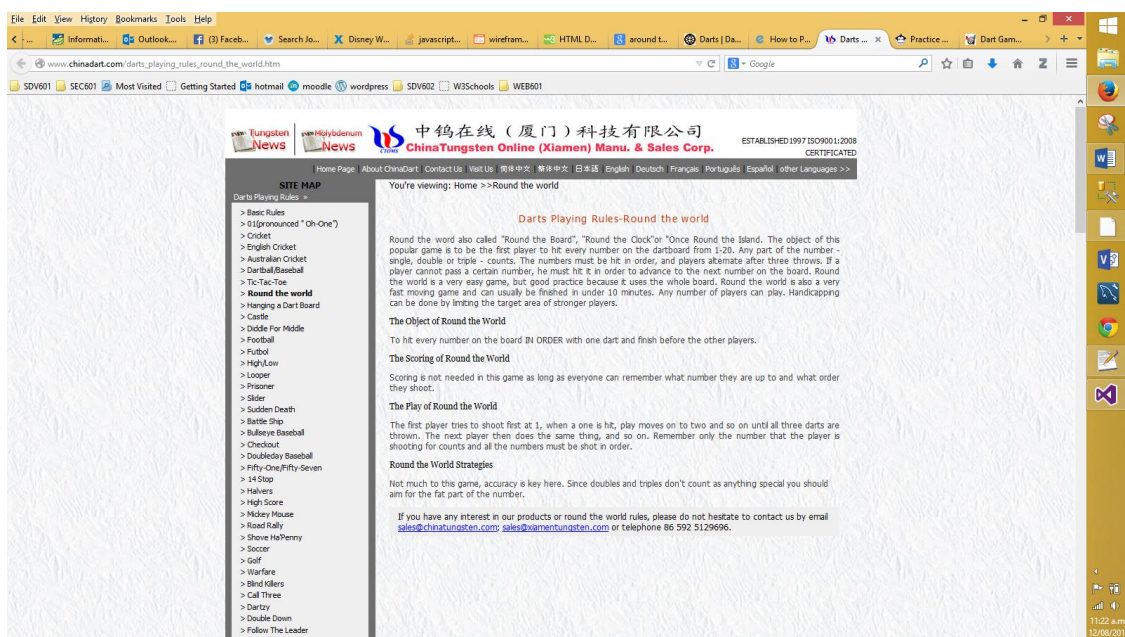 File Edit View History Bookmarks Tools Help
Informati... Outlook... (3) Faceb... Search Jo... Disney W... javascript... wirefram... HTML D... around t... Darts | Da... How to P... Darts ... × Practice ... Dart Gam...
www.chinadart.com/darts_playing_rules_round_the_world.htm Google
SDV601 SEC601 Most Visited Getting Started hotmail moodle wordpress SDV602 W3Schools WEB601
Tungsten News Molybdenum News
CTOMS
中钨在线（厦门）科技有限公司
ChinaTungsten Online (Xiamen) Manu. & Sales Corp.
ESTABLISHED 1997 ISO9001:2008
CERTIFICATED
| Home Page | About ChinaDart | Contact Us | Visit Us | 简体中文 | 繁体中文 | 日本語 | English | Deutsch | Français | Português | Español | other Languages >>
SITE MAP
Darts Playing Rules »
> Basic Rules
> 01(pronounced " Oh-One")
> Cricket
> English Cricket
> Australian Cricket
> Dartball/Baseball
> Tic-Tac-Toe
> Round the world
> Hanging a Dart Board
> Castle
> Diddle For Middle
> Football
> Futbol
> High/Low
> Looper
> Prisoner
> Slider
> Sudden Death
> Battle Ship
> Bullseye Baseball
> Checkout
> Doubleday Baseball
> Fifty-One/Fifty-Seven
> 14 Stop
> Halvers
> High Score
> Mickey Mouse
> Road Rally
> Shove Ha'Penny
> Soccer
> Golf
> Warfare
> Blind Killers
> Call Three
> Dartzy
> Double Down
> Follow The Leader
You're viewing: Home >>Round the world
Darts Playing Rules-Round the world
Round the word also called "Round the Board", "Round the Clock"or "Once Round the Island. The object of this
popular game is to be the first player to hit every number on the dartboard from 1-20. Any part of the number -
single, double or triple - counts. The numbers must be hit in order, and players alternate after three throws. If a
player cannot pass a certain number, he must hit it in order to advance to the next number on the board. Round
the world is a very easy game, but good practice because it uses the whole board. Round the world is also a very
fast moving game and can usually be finished in under 10 minutes. Any number of players can play. Handicapping
can be done by limiting the target area of stronger players.
The Object of Round the World
To hit every number on the board IN ORDER with one dart and finish before the other players.
The Scoring of Round the World
Scoring is not needed in this game as long as everyone can remember what number they are up to and what order
they shoot.
The Play of Round the World
The first player tries to shoot first at 1, when a one is hit, play moves on to two and so on until all three darts are
thrown. The next player then does the same thing, and so on. Remember only the number that the player is
shooting for counts and all the numbers must be shot in order.
Round the World Strategies
Not much to this game, accuracy is key here. Since doubles and triples don't count as anything special you should
aim for the fat part of the number.
If you have any interest in our products or round the world rules, please do not hesitate to contact us by email
sales@chinatungsten.com; sales@xiamentungsten.com or telephone 86 592 5129696.
11:22 a.m
12/08/201